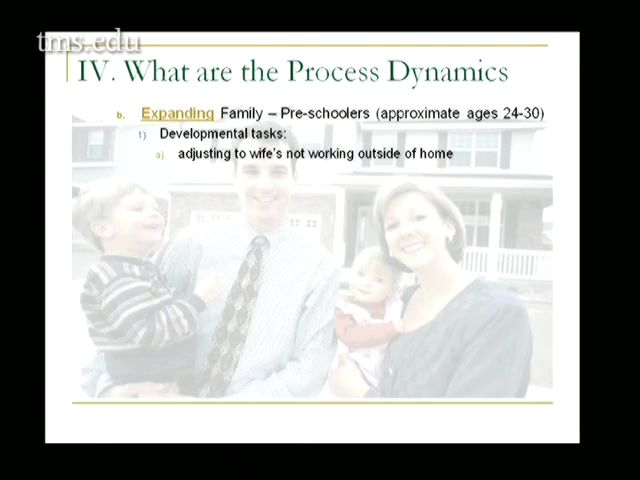 tms.edu
IV. What are the Process Dynamics
b. Expanding Family – Pre-schoolers (approximate ages 24-30)
1) Developmental tasks:
a) adjusting to wife's not working outside of home